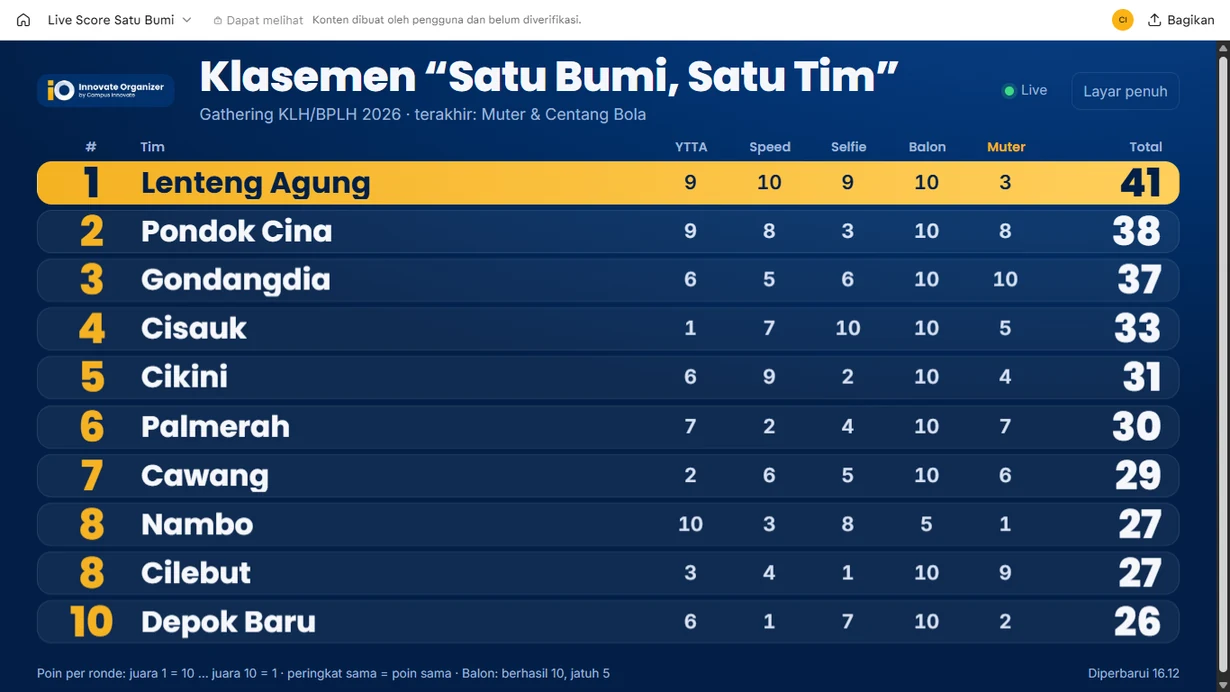 Live Score Satu Bumi Dapat melihat Konten dibuat oleh pengguna dan belum diverifikasi. CI Bagikan
iO Innovate Organizer
by Campus Innovate
Klasemen “Satu Bumi, Satu Tim”
Gathering KLH/BPLH 2026 · terakhir: Muter & Centang Bola
Live Layar penuh
# Tim YTTA Speed Selfie Balon Muter Total
1 Lenteng Agung 9 10 9 10 3 41
2 Pondok Cina 9 8 3 10 8 38
3 Gondangdia 6 5 6 10 10 37
4 Cisauk 1 7 10 10 5 33
5 Cikini 6 9 2 10 4 31
6 Palmerah 7 2 4 10 7 30
7 Cawang 2 6 5 10 6 29
8 Nambo 10 3 8 5 1 27
8 Cilebut 3 4 1 10 9 27
10 Depok Baru 6 1 7 10 2 26
Poin per ronde: juara 1 = 10 ... juara 10 = 1 · peringkat sama = poin sama · Balon: berhasil 10, jatuh 5 Diperbarui 16.12